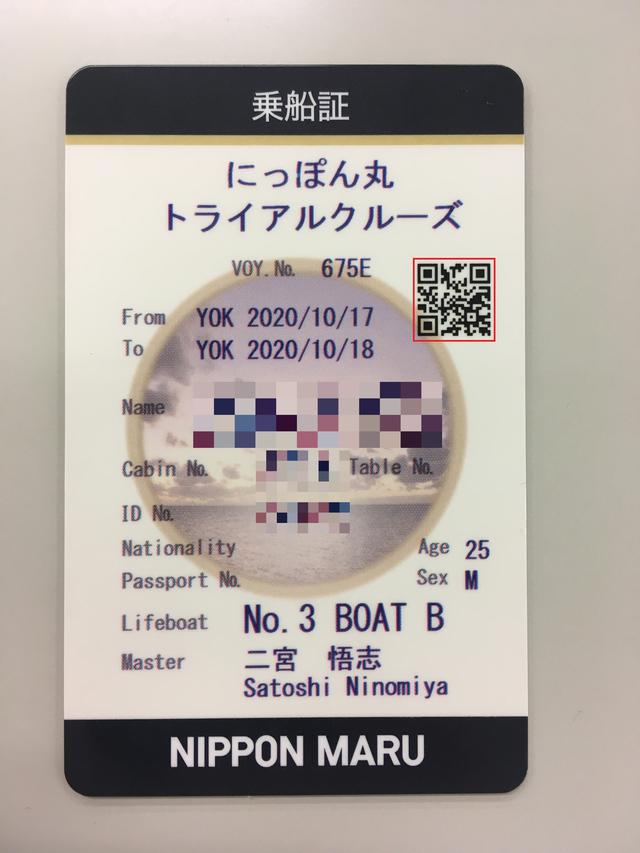 乗船証
にっぽん丸
トライアルクルーズ
VOY.No. 675E
From YOK 2020/10/17
To YOK 2020/10/18
Name
Cabin No. Table No.
ID No.
Nationality Age 25
Passport No. Sex M
Lifeboat No.3 BOAT B
Master 二宮 悟志
Satoshi Ninomiya
NIPPON MARU